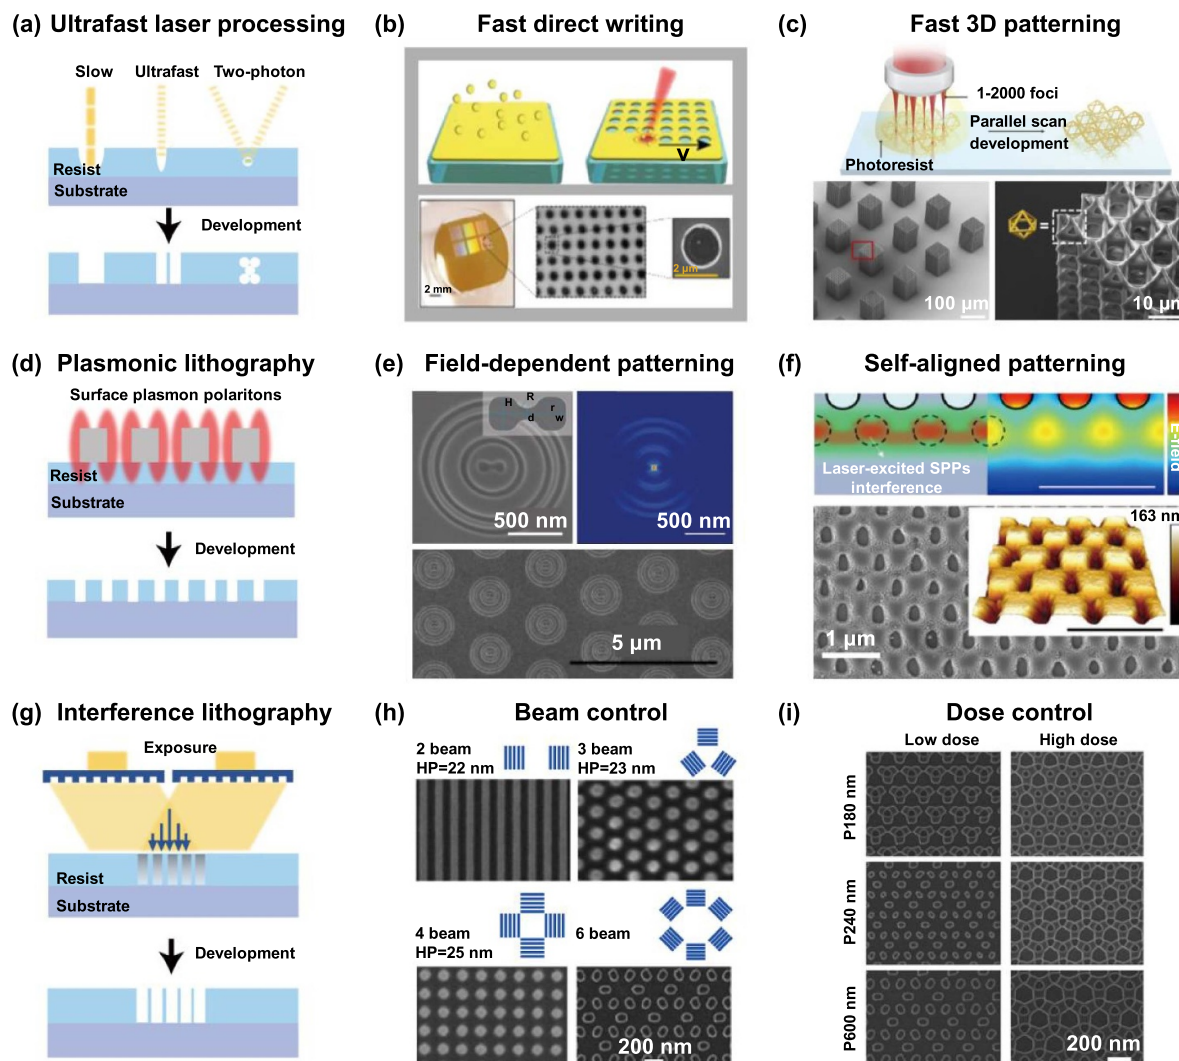 (a) Ultrafast laser processing
Slow Ultrafast Two-photon
Resist
Substrate
Development
(b) Fast direct writing
V
2 mm
2 μm
(c) Fast 3D patterning
1-2000 foci
Parallel scan
development
Photoresist
=
100 μm
10 μm
(d) Plasmonic lithography
Surface plasmon polaritons
Resist
Substrate
Development
(e) Field-dependent patterning
H R r
d w
500 nm
500 nm
5 μm
(f) Self-aligned patterning
E-field
Laser-excited SPPs
interference
163 nm
1 μm
(g) Interference lithography
Exposure
Resist
Substrate
Development
(h) Beam control
2 beam
HP=22 nm
3 beam
HP=23 nm
4 beam
HP=25 nm
6 beam
200 nm
(i) Dose control
Low dose High dose
P180 nm
P240 nm
P600 nm
200 nm